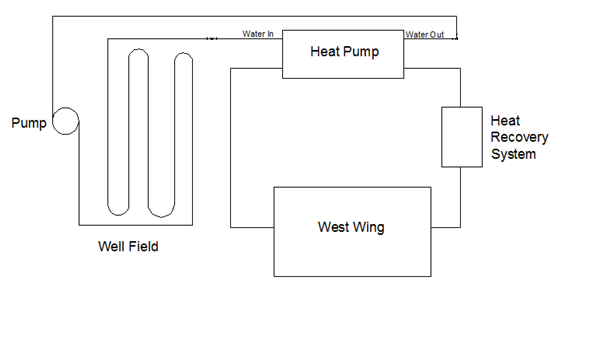 Water In
Water Out
Heat Pump
Pump
Heat
Recovery
System
West Wing
Well Field